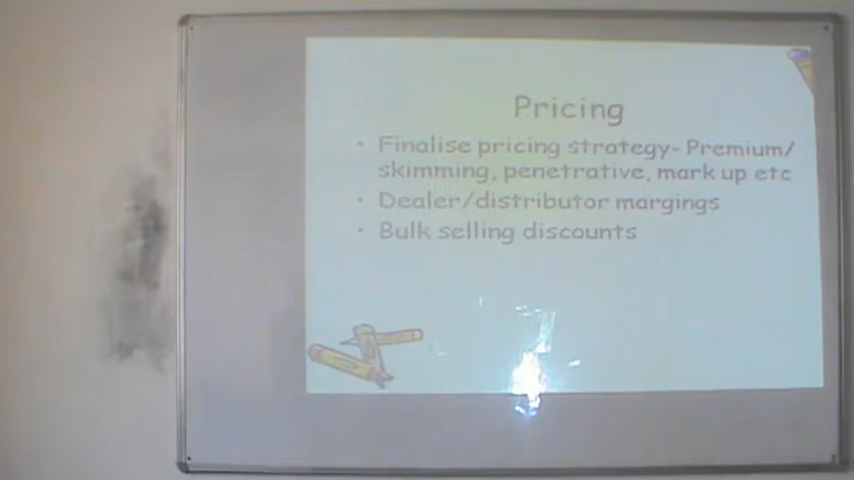 Pricing
• Finalise pricing strategy- Premium/
skimming, penetrative, mark up etc
• Dealer/distributor margings
• Bulk selling discounts